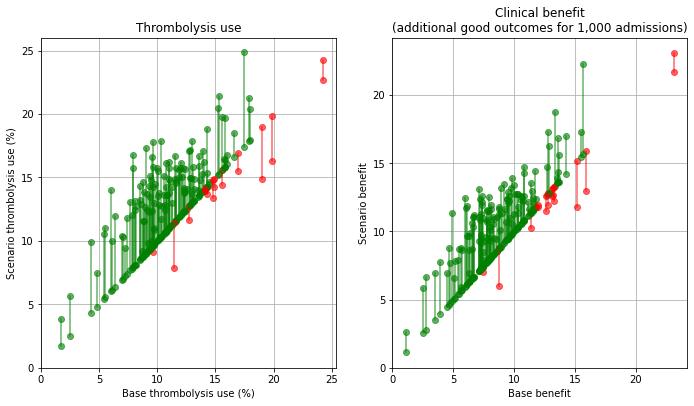 Thrombolysis use
Scenario thrombolysis use (%)
25
20
15
10
5
0
0 5 10 15 20 25
Base thrombolysis use (%)
Clinical benefit
(additional good outcomes for 1,000 admissions)
Scenario benefit
20
15
10
5
0
0 5 10 15 20
Base benefit